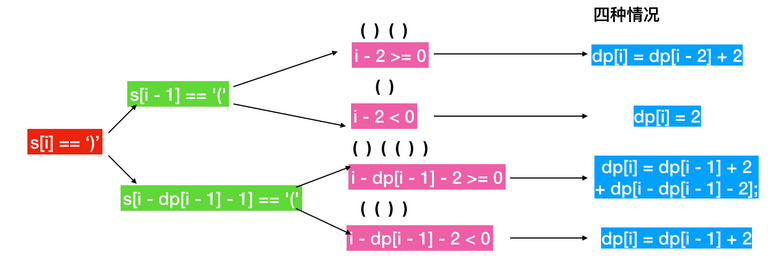 四种情况
( ) ( )
i - 2 >= 0
dp[i] = dp[i - 2] + 2
s[i - 1] == '('
( )
i - 2 < 0
dp[i] = 2
s[i] == ‘)’
( ) ( ( ) )
i - dp[i - 1] - 2 >= 0
dp[i] = dp[i - 1] + 2
+ dp[i - dp[i - 1] - 2];
s[i - dp[i - 1] - 1] == '('
( ( ) )
i - dp[i - 1] - 2 < 0
dp[i] = dp[i - 1] + 2